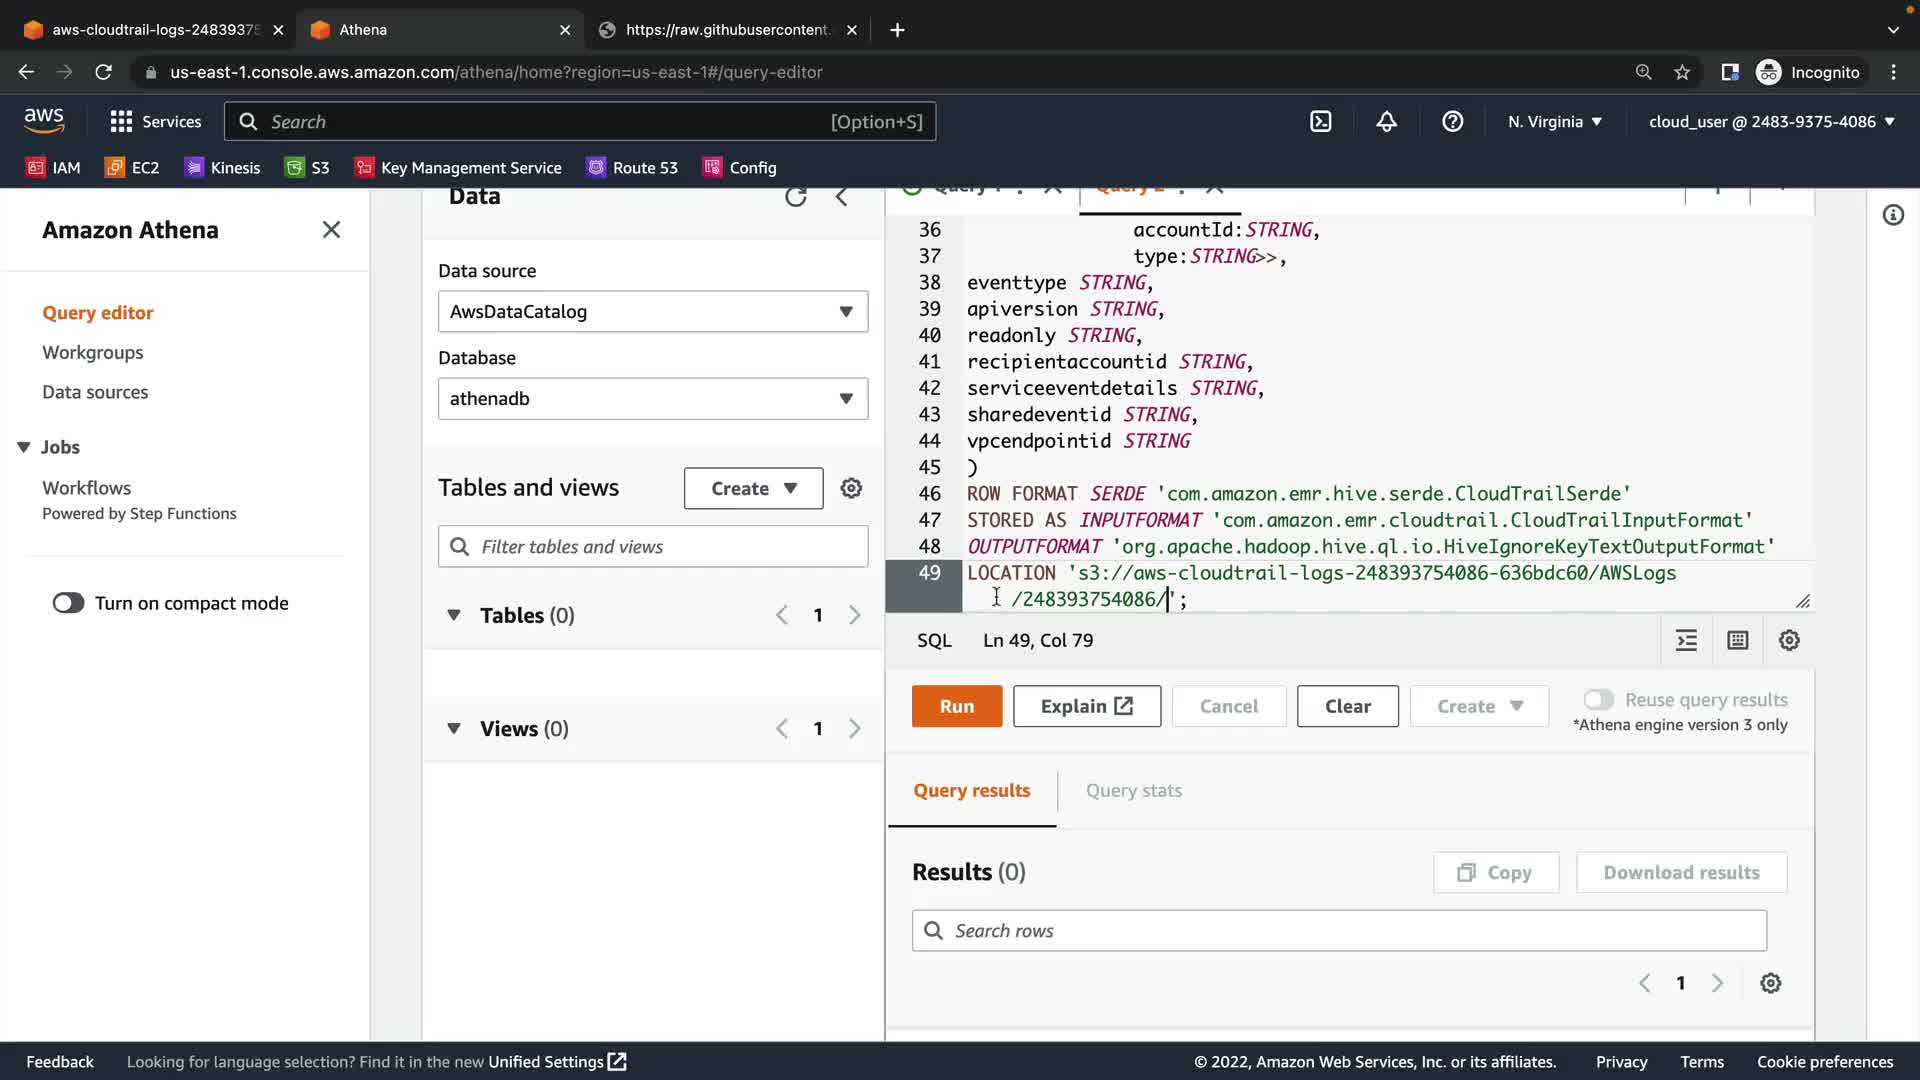 aws-cloudtrail-logs-24839375
Athena
https://raw.githubusercontent.
us-east-1.console.aws.amazon.com/athena/home?region=us-east-1#/query-editor
Incognito
aws
Services
Search
[Option+S]
N. Virginia
cloud_user @ 2483-9375-4086
IAM
EC2
Kinesis
S3
Key Management Service
Route 53
Config
Amazon Athena
Query editor
Workgroups
Data sources
Jobs
Workflows
Powered by Step Functions
Turn on compact mode
Data
Data source
AwsDataCatalog
Database
athenadb
Tables and views
Create
Filter tables and views
Tables (0)
1
Views (0)
1
36 accountId:STRING,
37 type:STRING>>,
38 eventtype STRING,
39 apiversion STRING,
40 readonly STRING,
41 recipientaccountid STRING,
42 serviceeventdetails STRING,
43 sharedeventid STRING,
44 vpcendpointid STRING
45 )
46 ROW FORMAT SERDE 'com.amazon.emr.hive.serde.CloudTrailSerde'
47 STORED AS INPUTFORMAT 'com.amazon.emr.cloudtrail.CloudTrailInputFormat'
48 OUTPUTFORMAT 'org.apache.hadoop.hive.ql.io.HiveIgnoreKeyTextOutputFormat'
49 LOCATION 's3://aws-cloudtrail-logs-248393754086-636bdc60/AWSLogs
/248393754086/';
SQL
Ln 49, Col 79
Run
Explain
Cancel
Clear
Create
Reuse query results
*Athena engine version 3 only
Query results
Query stats
Results (0)
Copy
Download results
Search rows
1
Feedback
Looking for language selection? Find it in the new Unified Settings
© 2022, Amazon Web Services, Inc. or its affiliates.
Privacy
Terms
Cookie preferences